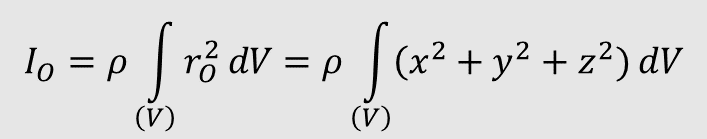 I_O = ρ ∫_(V) r_O^2 dV = ρ ∫_(V) (x^2 + y^2 + z^2) dV